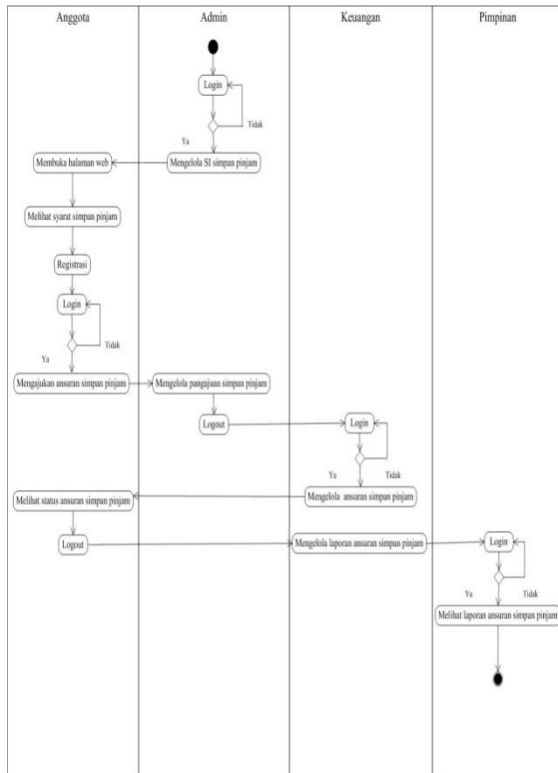 Anggota
Admin
Keuangan
Pimpinan
Login
Tidak
Ya
Mengelola SI simpan pinjam
Membuka halaman web
Melihat syarat simpan pinjam
Registrasi
Login
Tidak
Ya
Mengajukan ansuran simpan pinjam
Mengelola pangajuan simpan pinjam
Logout
Login
Ya
Tidak
Mengelola ansuran simpan pinjam
Melihat status ansuran simpan pinjam
Logout
Mengelola laporan ansuran simpan pinjam
Login
Ya
Tidak
Melihat laporan ansuran simpan pinjam